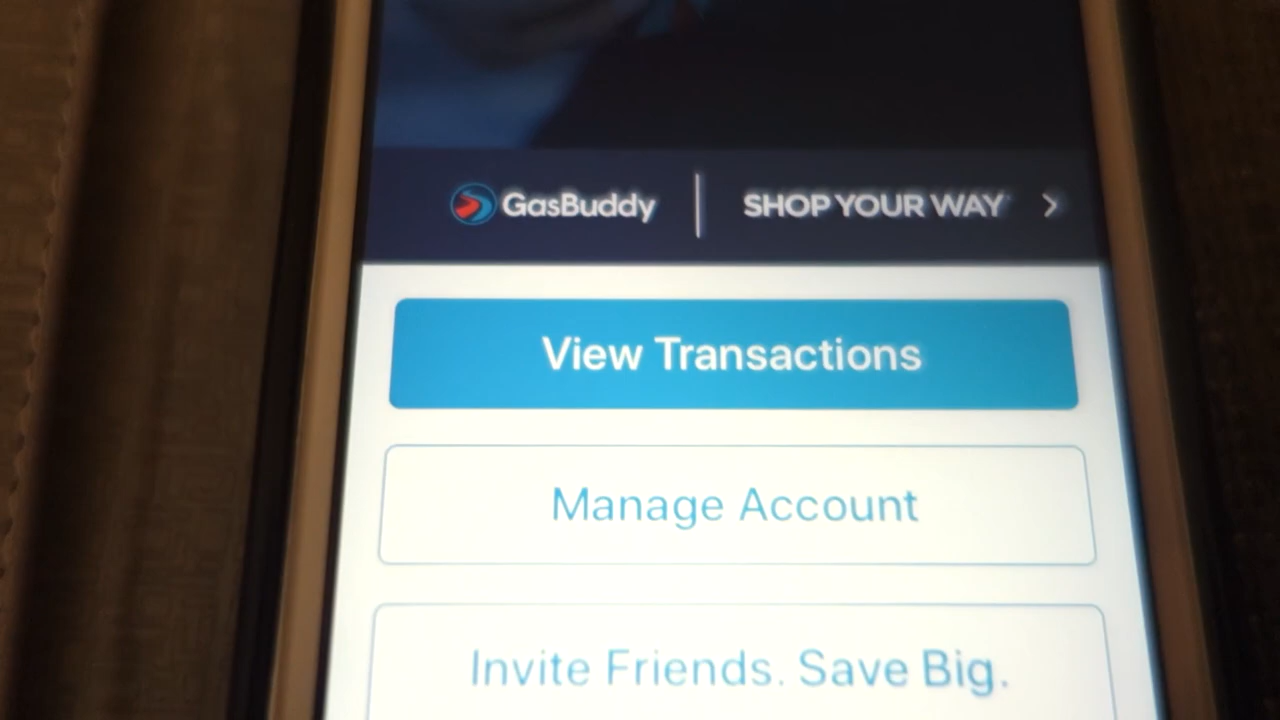 GasBuddy | SHOP YOUR WAY >
View Transactions
Manage Account
Invite Friends. Save Big.